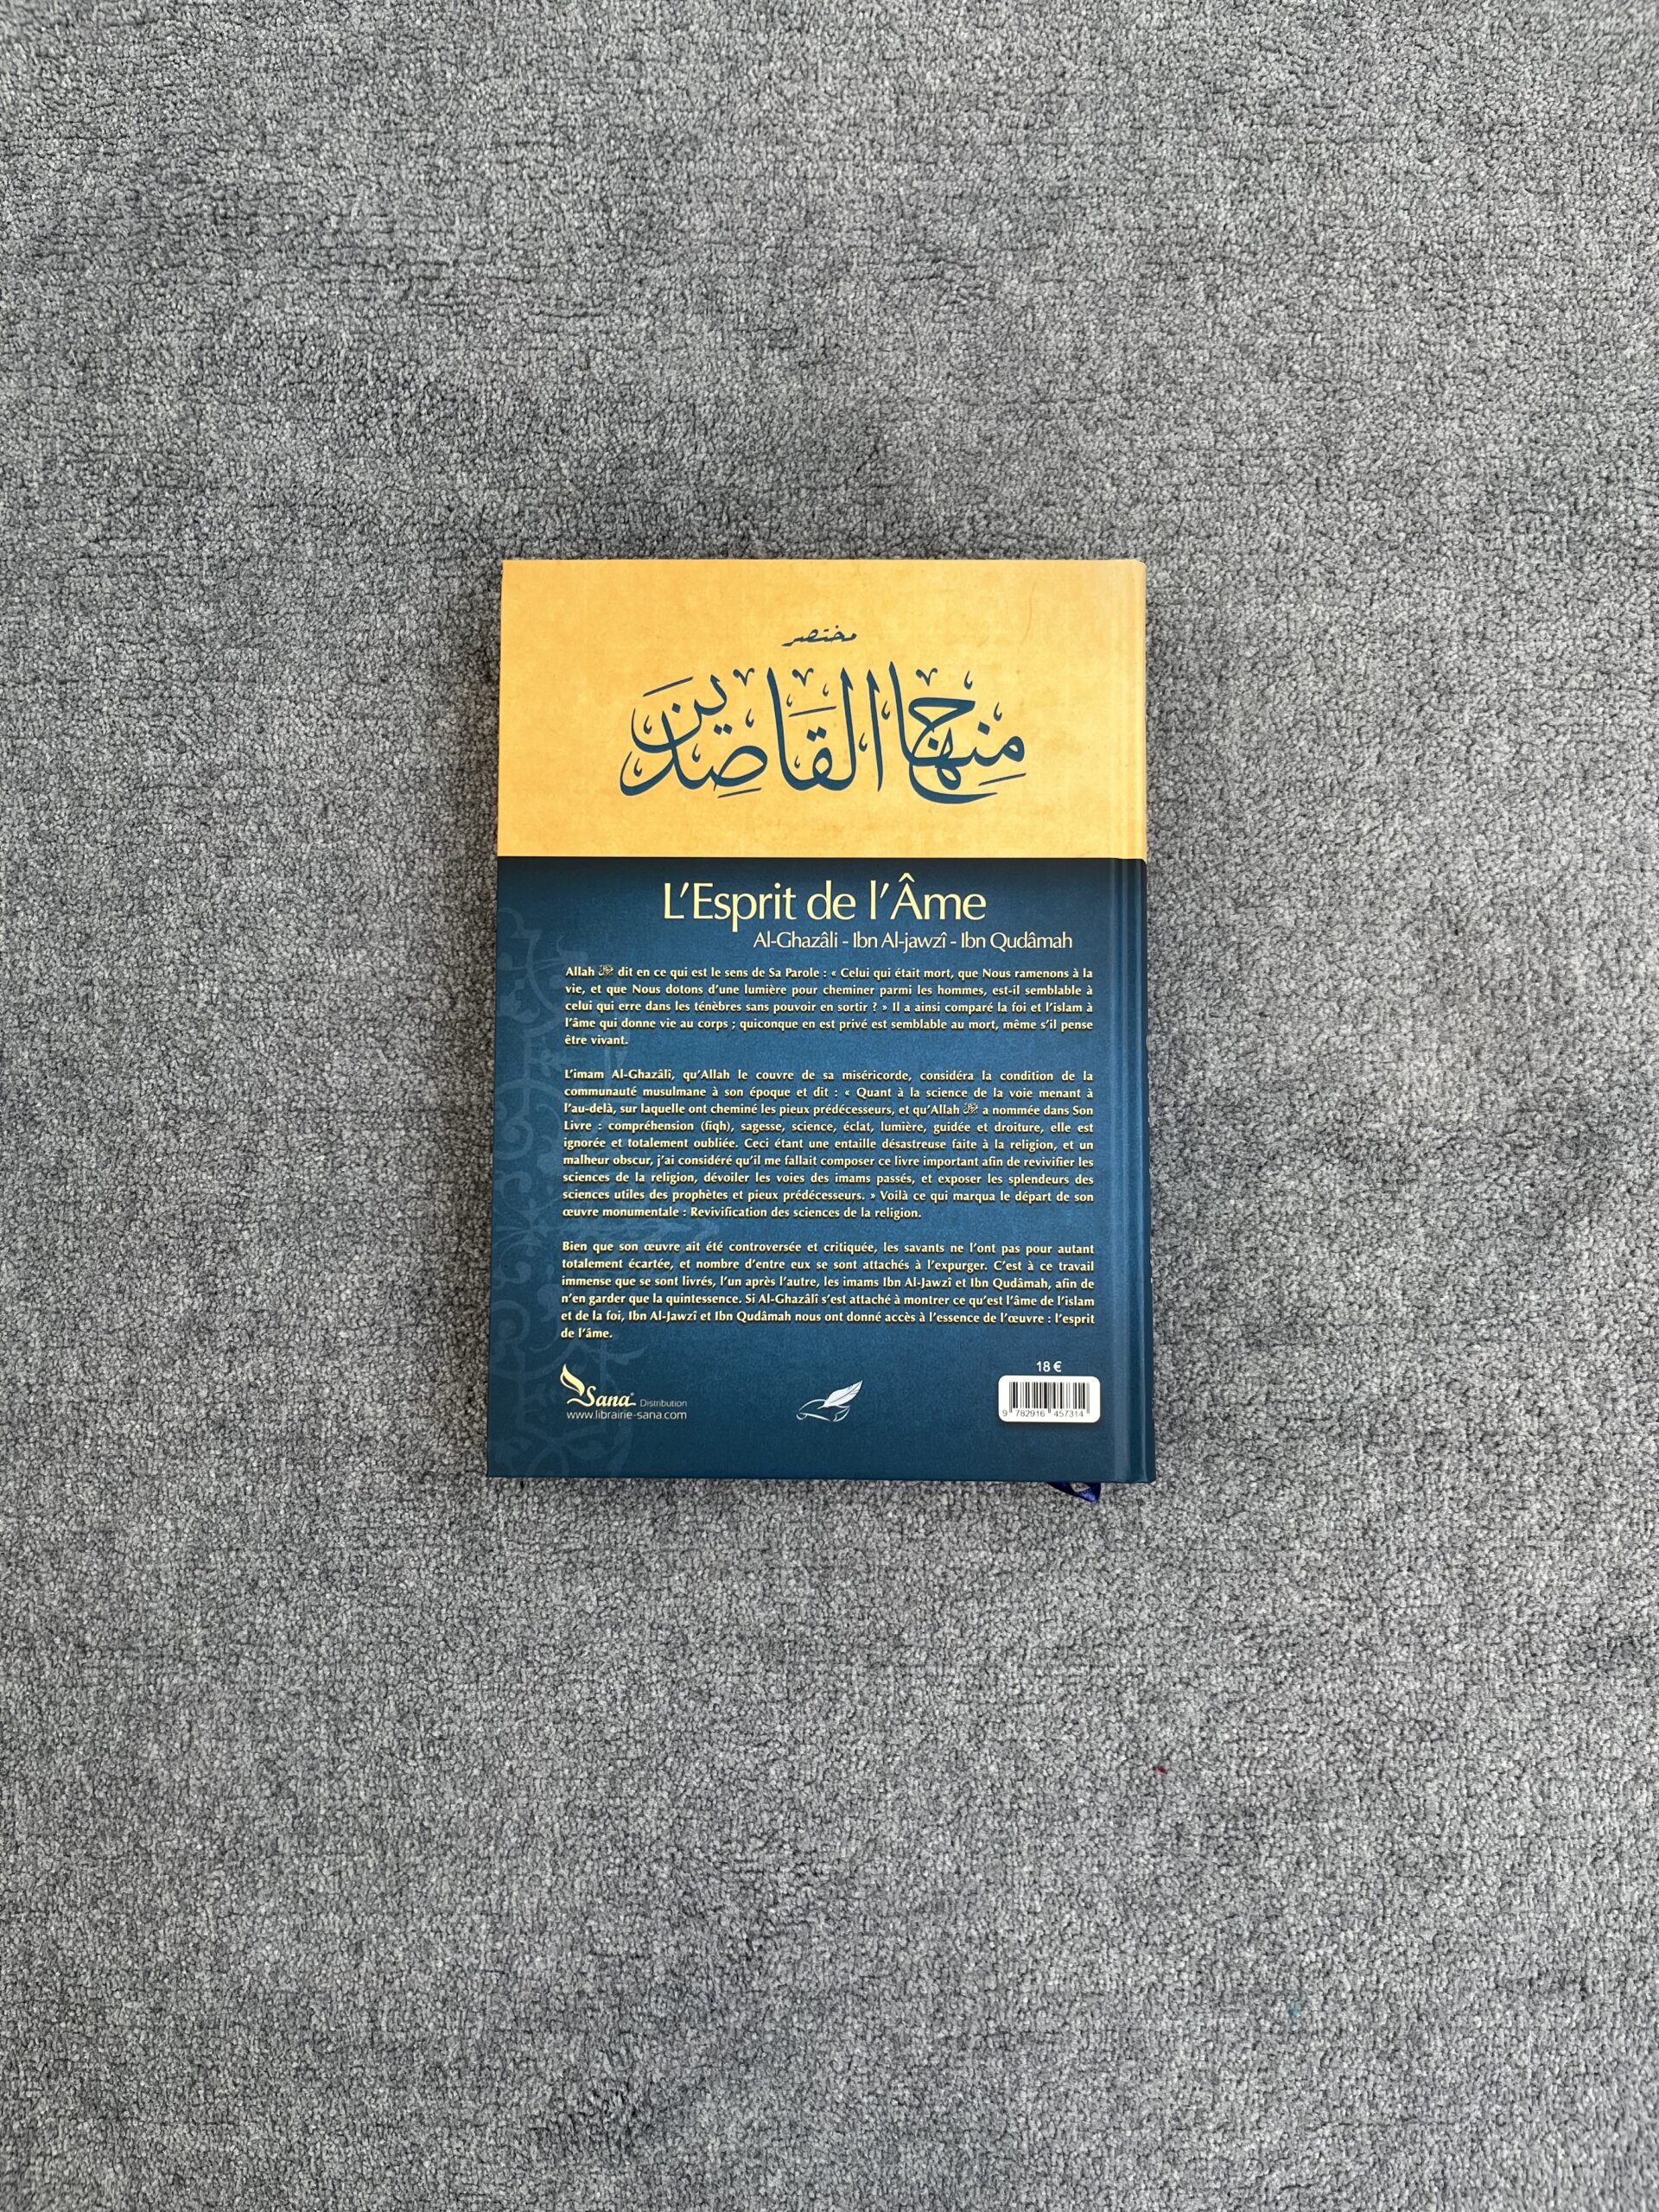 مختصر
مِنهَاجُ القَاصِدِين
L'Esprit de l'Âme
Al-Ghazâli - Ibn Al-jawzî - Ibn Qudâmah
Allah ﷻ dit en ce qui est le sens de Sa Parole : « Celui qui était mort, que Nous ramenons à la
vie, et que Nous dotons d'une lumière pour cheminer parmi les hommes, est-il semblable à
celui qui erre dans les ténèbres sans pouvoir en sortir ? » Il a ainsi comparé la foi et l'islam à
l'âme qui donne vie au corps ; quiconque en est privé est semblable au mort, même s'il pense
être vivant.
L'imam Al-Ghazâlî, qu'Allah le couvre de sa miséricorde, considéra la condition de la
communauté musulmane à son époque et dit : « Quant à la science de la voie menant à
l'au-delà, sur laquelle ont cheminé les pieux prédécesseurs, et qu'Allah ﷻ a nommée dans Son
Livre : compréhension (fiqh), sagesse, science, éclat, lumière, guidée et droiture, elle est
ignorée et totalement oubliée. Ceci étant une entaille désastreuse faite à la religion, et un
malheur obscur, j'ai considéré qu'il me fallait composer ce livre important afin de revivifier les
sciences de la religion, dévoiler les voies des imams passés, et exposer les splendeurs des
sciences utiles des prophètes et pieux prédécesseurs. » Voilà ce qui marqua le départ de son
œuvre monumentale : Revivification des sciences de la religion.
Bien que son œuvre ait été controversée et critiquée, les savants ne l'ont pas pour autant
totalement écartée, et nombre d'entre eux se sont attachés à l'expurger. C'est à ce travail
immense que se sont livrés, l'un après l'autre, les imams Ibn Al-Jawzî et Ibn Qudâmah, afin de
n'en garder que la quintessence. Si Al-Ghazâlî s'est attaché à montrer ce qu'est l'âme de l'islam
et de la foi, Ibn Al-Jawzî et Ibn Qudâmah nous ont donné accès à l'essence de l'œuvre : l'esprit
de l'âme.
18 €
Sana® Distribution
www.librairie-sana.com
9 782916 457314